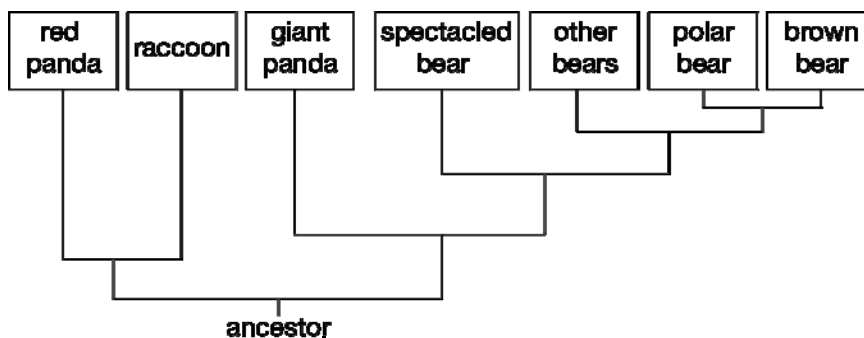 red
panda
raccoon
giant
panda
spectacled
bear
other
bears
polar
bear
brown
bear
ancestor